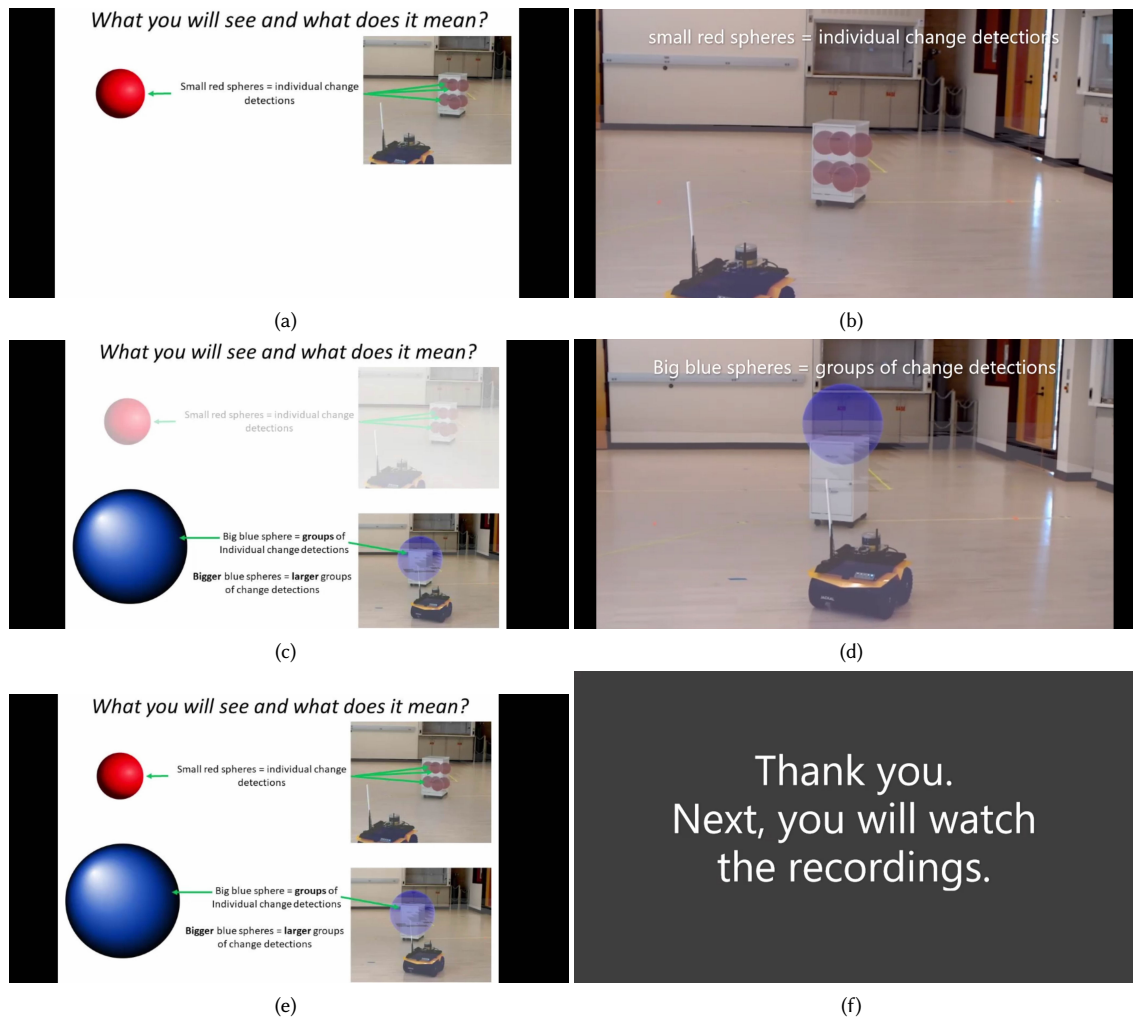 What you will see and what does it mean?
Small red spheres = individual change
detections
small red spheres = individual change detections
(a)
(b)
What you will see and what does it mean?
Small red spheres = individual change
detections
Big blue sphere = groups of
Individual change detections
Bigger blue spheres = larger groups
of change detections
Big blue spheres = groups of change detections
(c)
(d)
What you will see and what does it mean?
Small red spheres = individual change
detections
Big blue sphere = groups of
Individual change detections
Bigger blue spheres = larger groups
of change detections
Thank you.
Next, you will watch
the recordings.
(e)
(f)